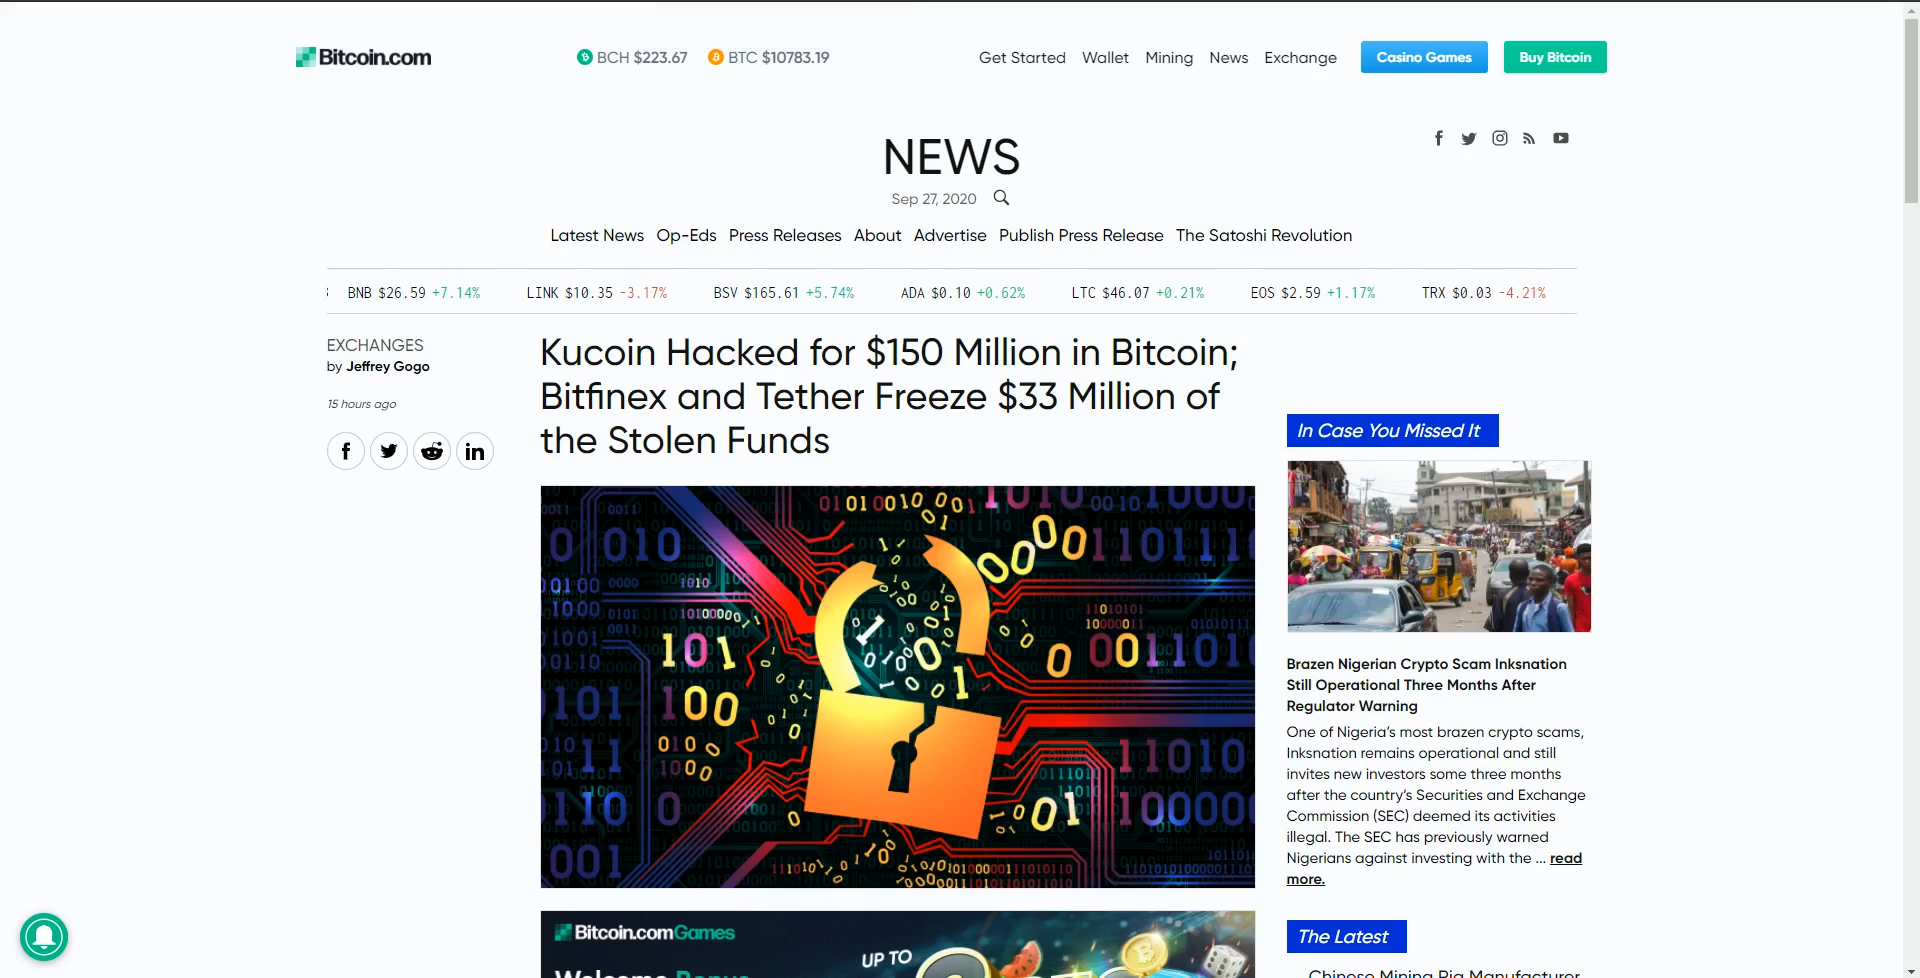 Bitcoin.com
BCH $223.67
BTC $10783.19
Get Started
Wallet
Mining
News
Exchange
Casino Games
Buy Bitcoin
NEWS
Sep 27, 2020
Latest News
Op-Eds
Press Releases
About
Advertise
Publish Press Release
The Satoshi Revolution
BNB $26.59 +7.14%
LINK $10.35 -3.17%
BSV $165.61 +5.74%
ADA $0.10 +0.62%
LTC $46.07 +0.21%
EOS $2.59 +1.17%
TRX $0.03 -4.21%
EXCHANGES
by Jeffrey Gogo
15 hours ago
Kucoin Hacked for $150 Million in Bitcoin;
Bitfinex and Tether Freeze $33 Million of
the Stolen Funds
In Case You Missed It
Brazen Nigerian Crypto Scam Inksnation
Still Operational Three Months After
Regulator Warning
One of Nigeria’s most brazen crypto scams,
Inksnation remains operational and still
invites new investors some three months
after the country’s Securities and Exchange
Commission (SEC) deemed its activities
illegal. The SEC has previously warned
Nigerians against investing with the ... read
more.
Bitcoin.comGames
UP TO
Welcome Bonus
The Latest
Chinese Mining Rig Manufacturer